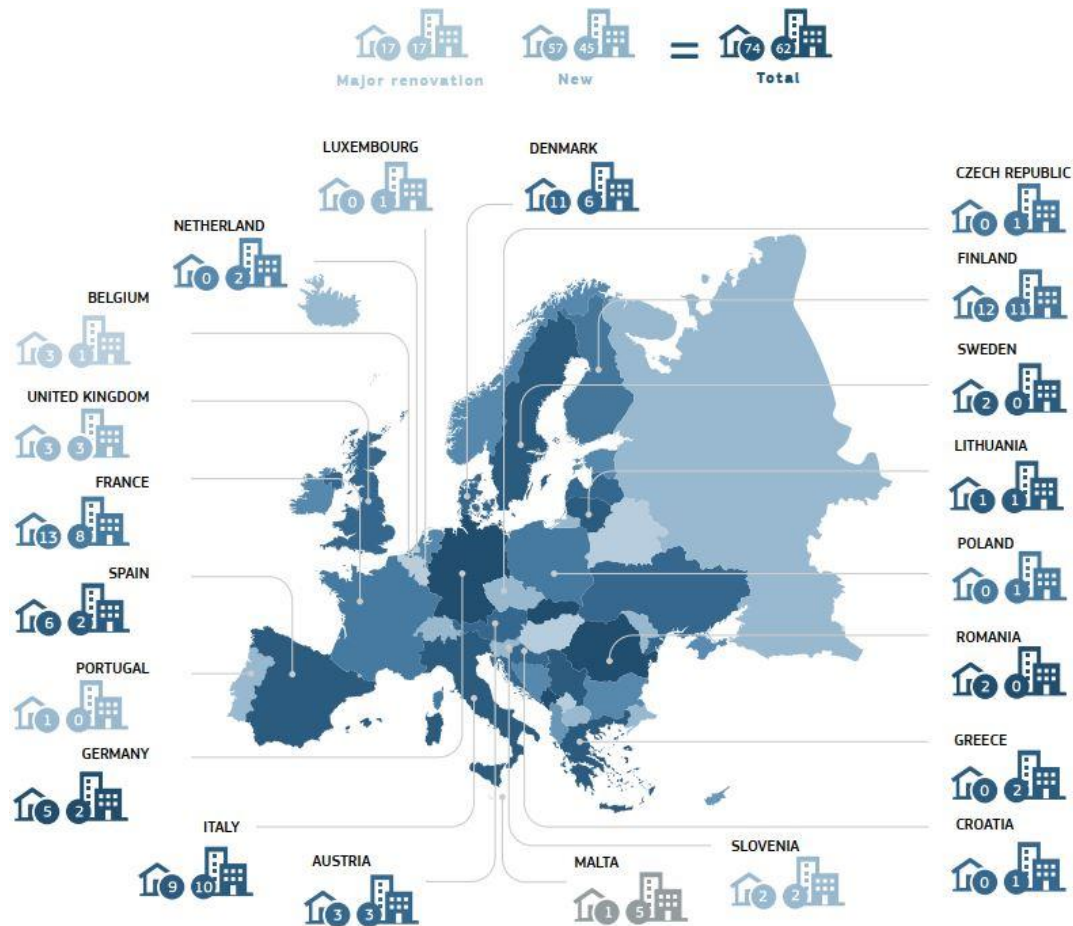 17 17 57 45 = 74 62
Major renovation New Total
LUXEMBOURG
0 1
DENMARK
11 6
CZECH REPUBLIC
0 1
NETHERLAND
0 2
FINLAND
12 11
BELGIUM
3 1
SWEDEN
2 0
UNITED KINGDOM
3 3
LITHUANIA
1 1
FRANCE
13 8
POLAND
0 1
SPAIN
6 2
ROMANIA
2 0
PORTUGAL
1 0
GREECE
0 2
GERMANY
5 2
CROATIA
0 1
ITALY
9 10
AUSTRIA
3 3
MALTA
1 5
SLOVENIA
2 2